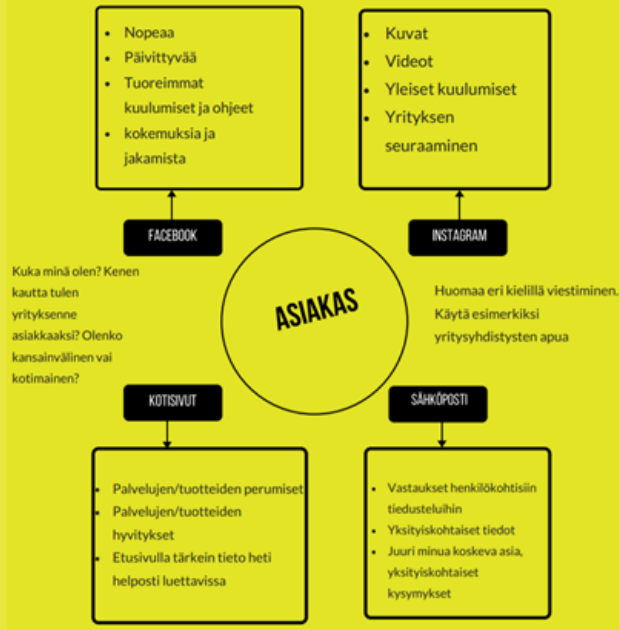 • Nopeaa
• Päivittyvää
• Tuoreimmat
kuulumiset ja ohjeet
• kokemuksia ja
jakamista
• Kuvat
• Videot
• Yleiset kuulumiset
• Yrityksen
seuraaminen
FACEBOOK
INSTAGRAM
Kuka minä olen? Kenen
kautta tulen
yrityksenne
asiakkaaksi? Olenko
kansainvälinen vai
kotimainen?
ASIAKAS
Huomaa eri kielillä viestiminen.
Käytä esimerkiksi
yritysyhdistysten apua
KOTISIVUT
SÄHKÖPOSTI
• Palvelujen/tuotteiden perumiset
• Palvelujen/tuotteiden
hyvitykset
• Etusivulla tärkein tieto heti
helposti luettavissa
• Vastaukset henkilökohtisiin
tiedusteluihin
• Yksityiskohtaiset tiedot
• Juuri minua koskeva asia,
yksityiskohtaiset
kysymykset